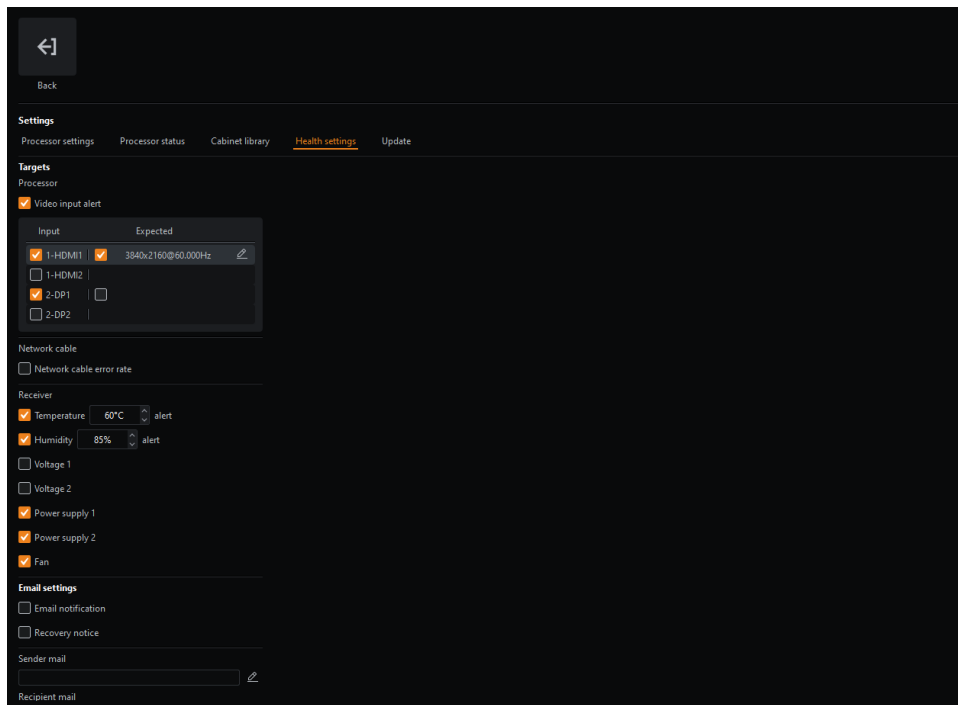 Back
Settings
Processor settings Processor status Cabinet library Health settings Update
Targets
Processor
Video input alert
Input Expected
1-HDMI1 3840x2160@60.000Hz
1-HDMI2
2-DP1
2-DP2
Network cable
Network cable error rate
Receiver
Temperature 60°C alert
Humidity 85% alert
Voltage 1
Voltage 2
Power supply 1
Power supply 2
Fan
Email settings
Email notification
Recovery notice
Sender mail
Recipient mail